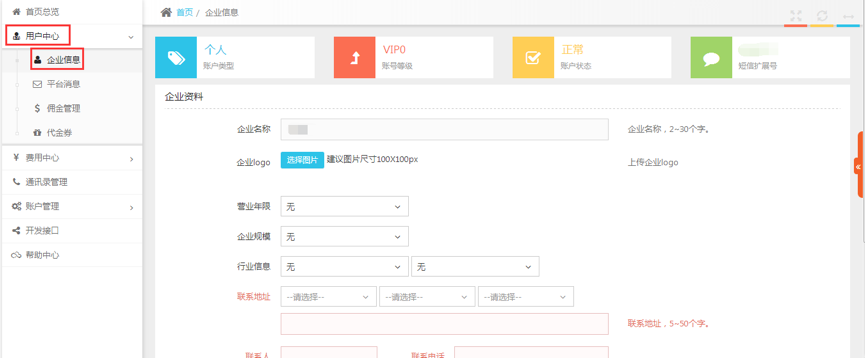 首页总览
用户中心
企业信息
平台消息
佣金管理
代金券
费用中心
通讯录管理
账户管理
开发接口
帮助中心
首页 / 企业信息
个人
账户类型
VIP0
账号等级
正常
账户状态
短信扩展号
企业资料
企业名称
企业名称，2~30个字。
企业logo 选择图片 建议图片尺寸100X100px 上传企业logo
营业年限 无
企业规模 无
行业信息 无 无
联系地址 --请选择-- --请选择-- --请选择--
联系地址，5~50个字。
联系人 联系电话